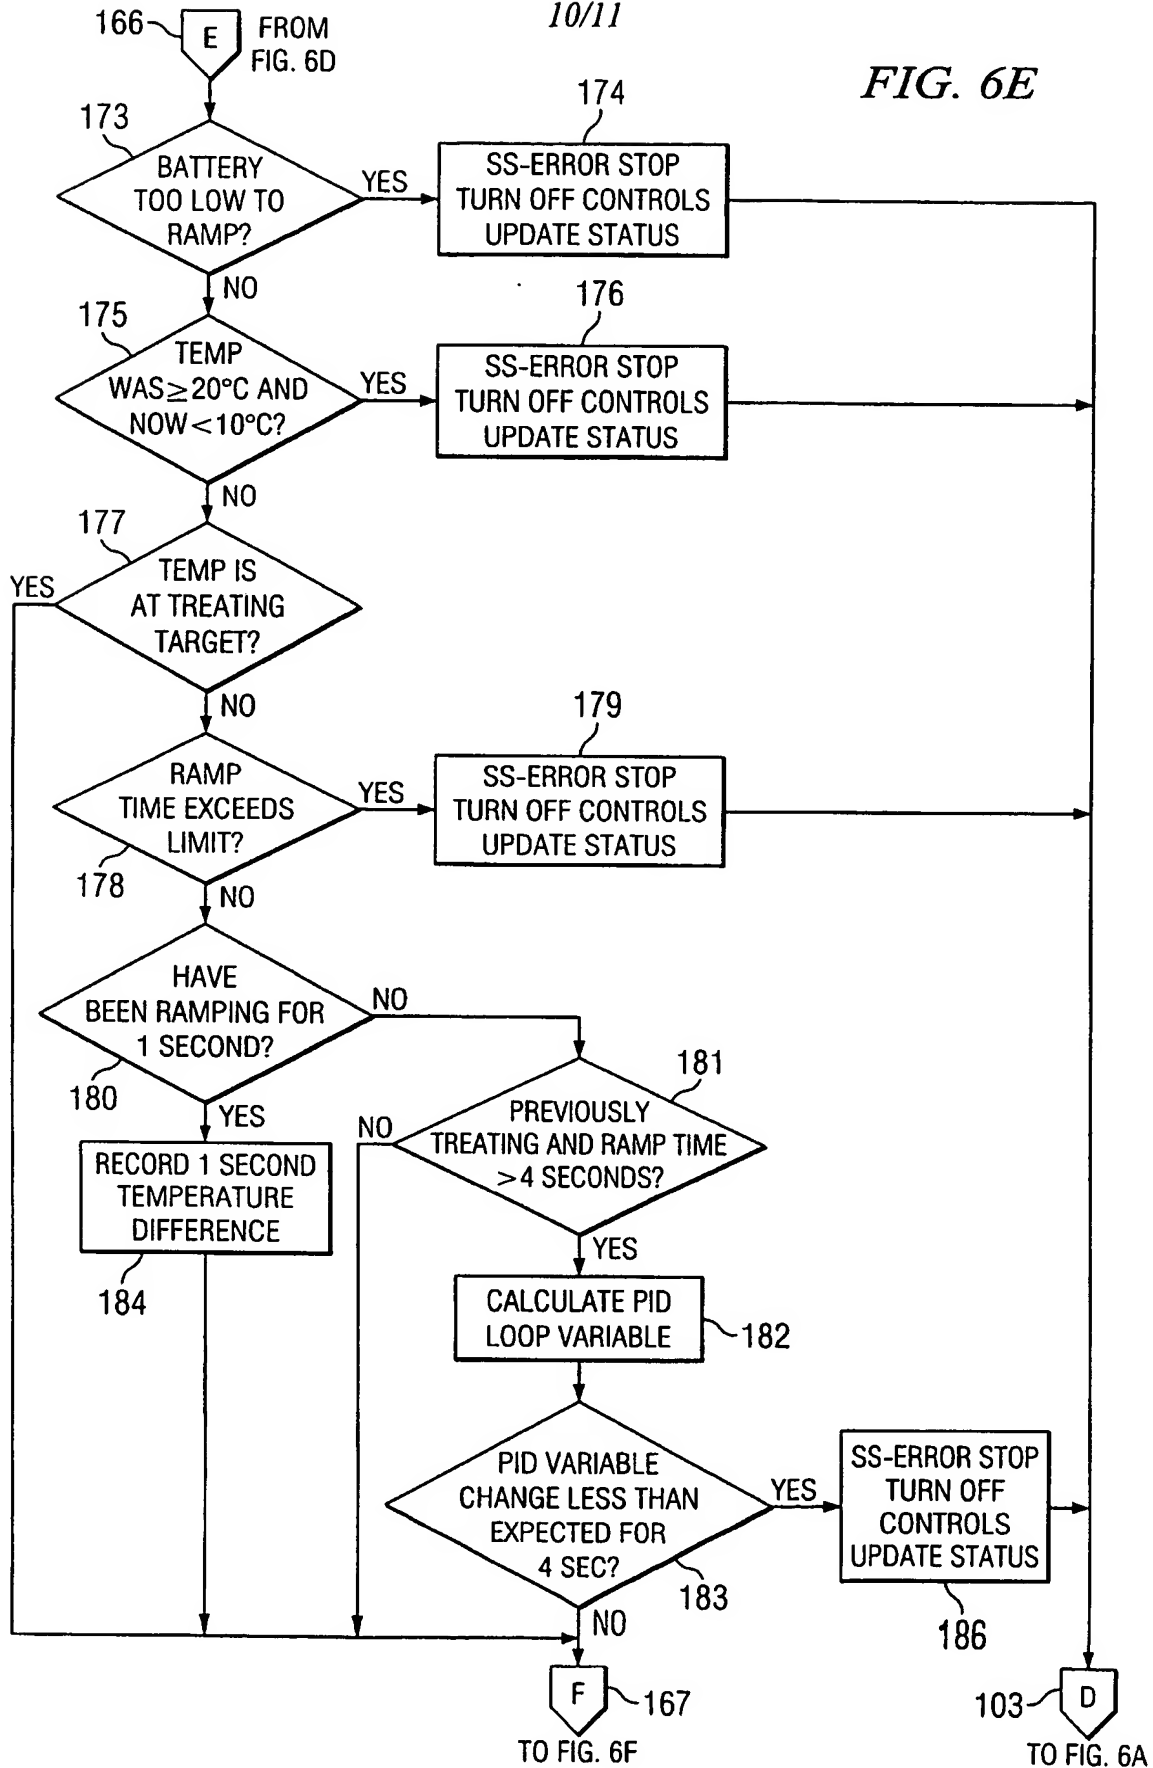 10/11
FIG. 6E
166
E
FROM
FIG. 6D
173
BATTERY
TOO LOW TO
RAMP?
YES
174
SS-ERROR STOP
TURN OFF CONTROLS
UPDATE STATUS
NO
175
TEMP
WAS≥20°C AND
NOW<10°C?
YES
176
SS-ERROR STOP
TURN OFF CONTROLS
UPDATE STATUS
NO
177
YES
TEMP IS
AT TREATING
TARGET?
NO
RAMP
TIME EXCEEDS
LIMIT?
178
YES
179
SS-ERROR STOP
TURN OFF CONTROLS
UPDATE STATUS
NO
HAVE
BEEN RAMPING FOR
1 SECOND?
180
NO
YES
181
PREVIOUSLY
TREATING AND RAMP TIME
>4 SECONDS?
NO
RECORD 1 SECOND
TEMPERATURE
DIFFERENCE
184
YES
CALCULATE PID
LOOP VARIABLE
182
PID VARIABLE
CHANGE LESS THAN
EXPECTED FOR
4 SEC?
183
YES
SS-ERROR STOP
TURN OFF
CONTROLS
UPDATE STATUS
186
NO
F
167
TO FIG. 6F
103
D
TO FIG. 6A